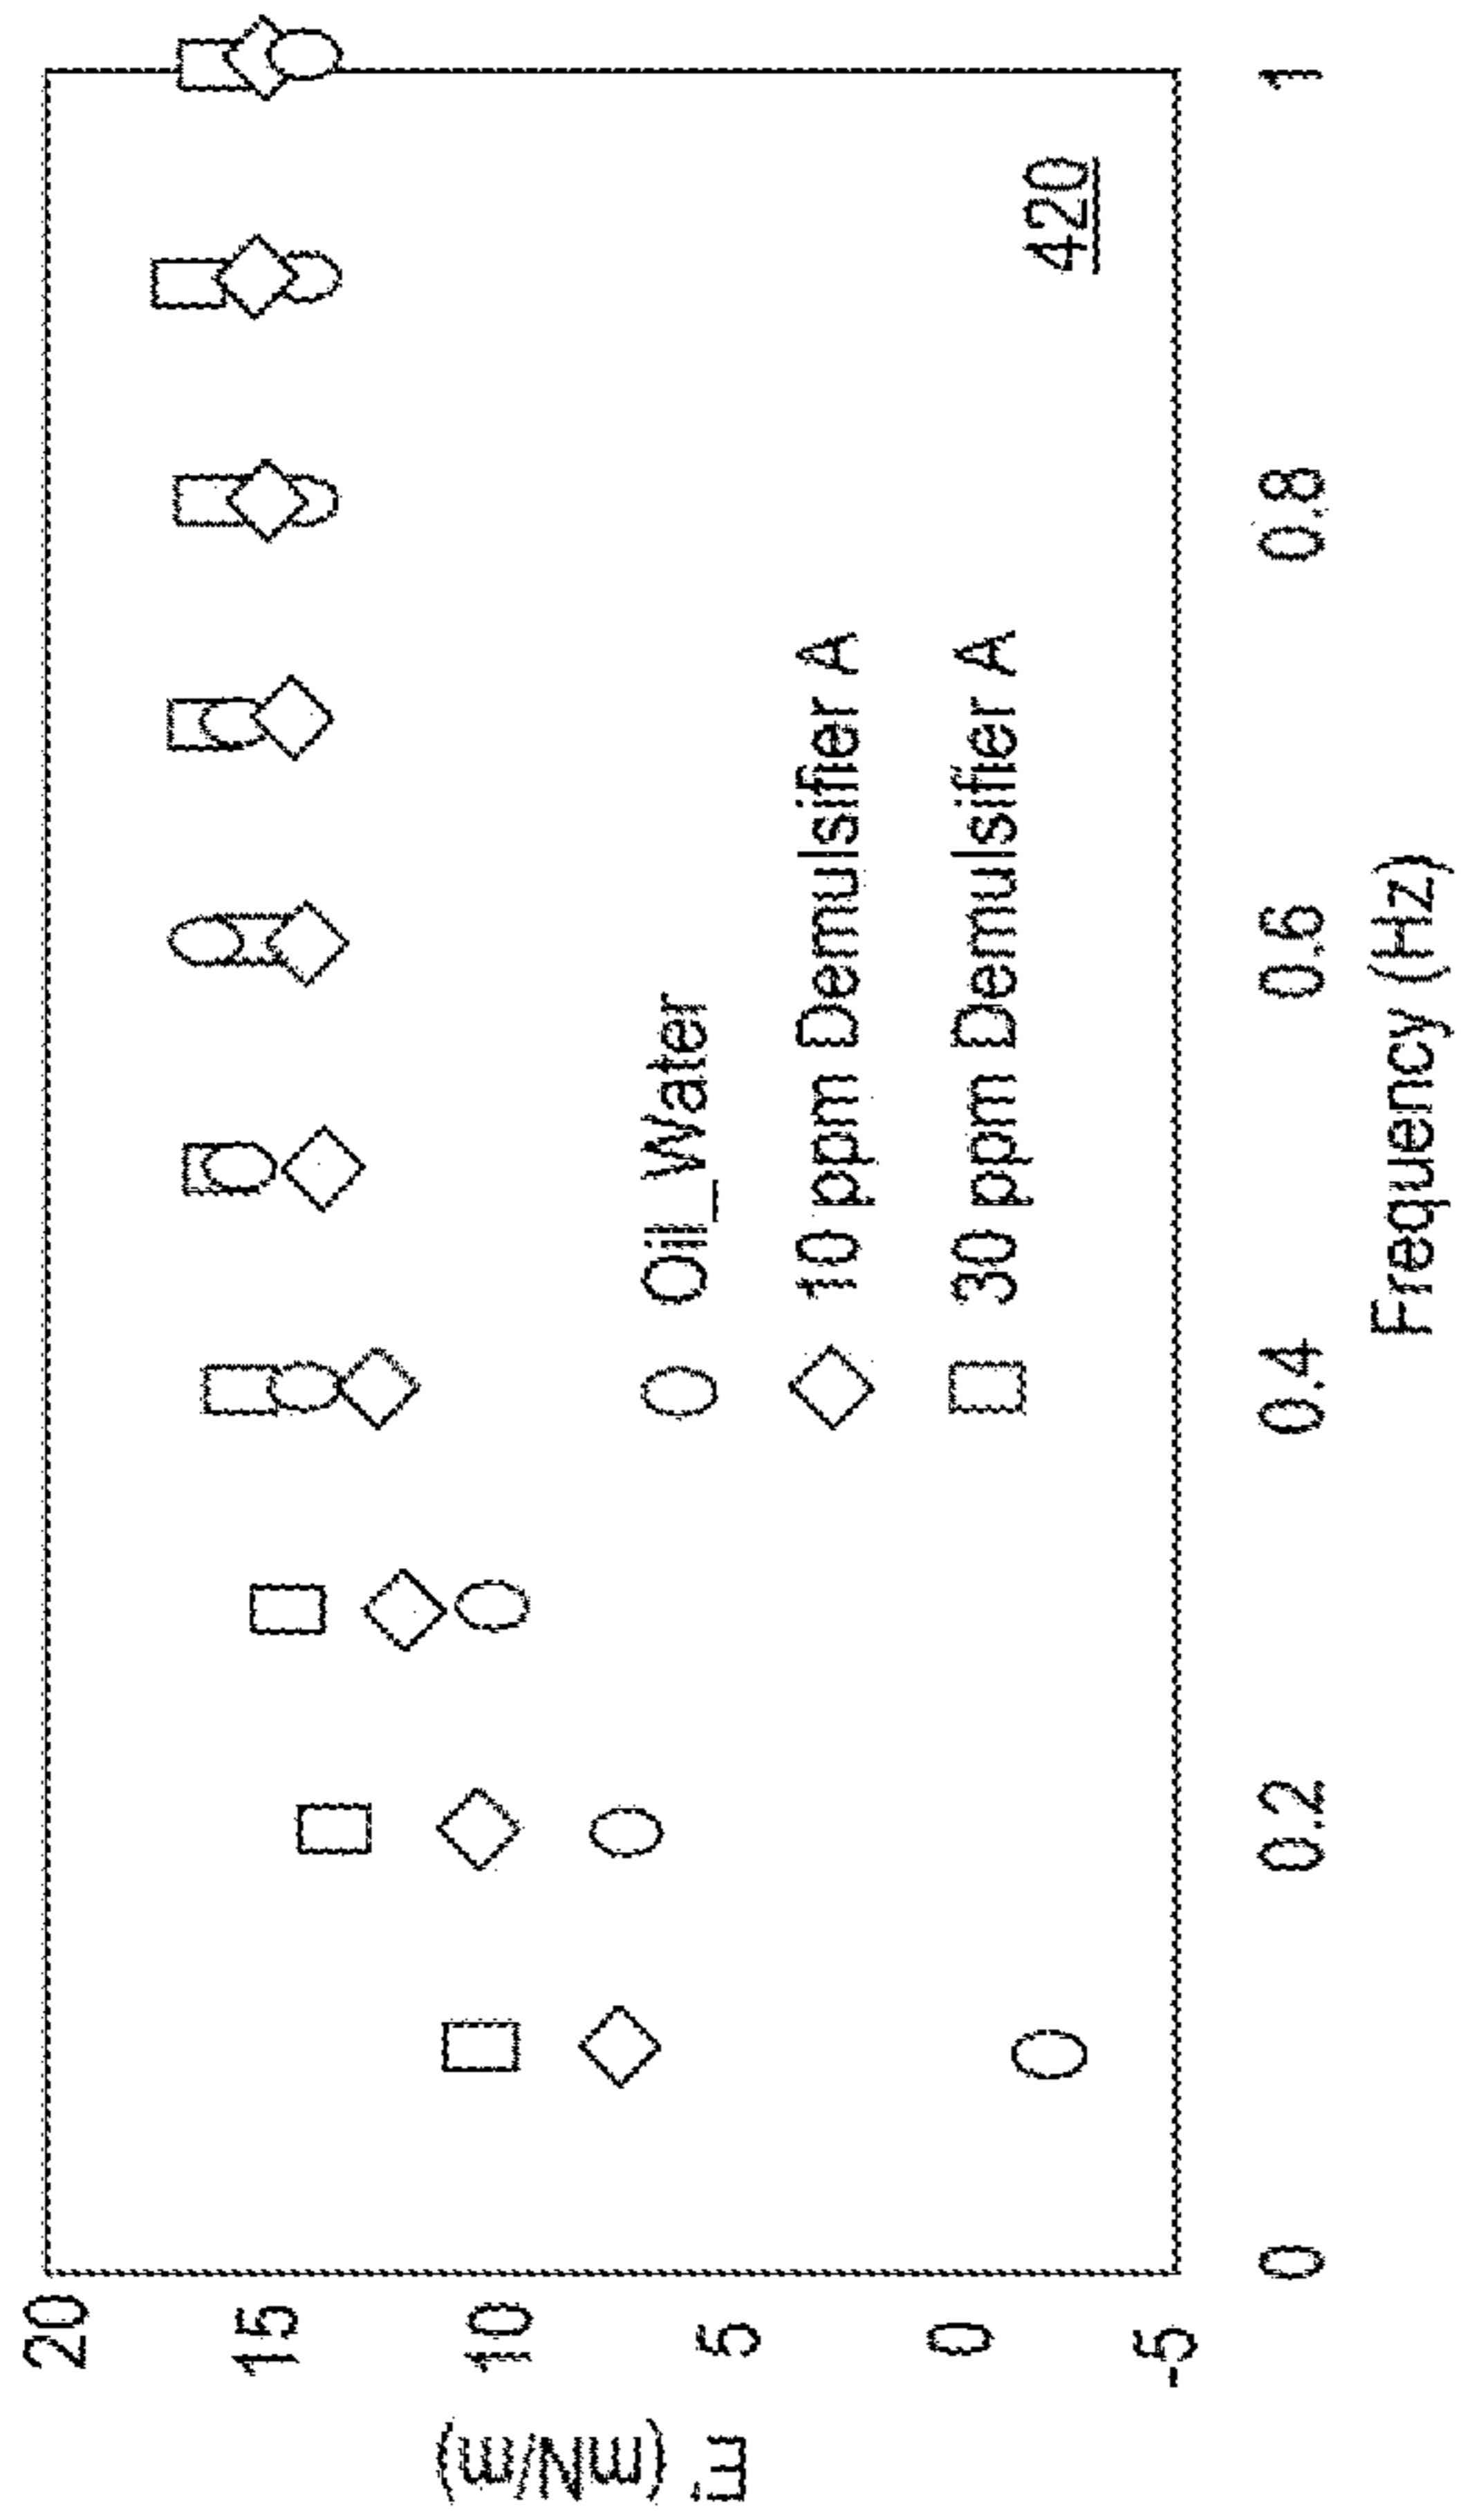 E' (mN/m)
20
15
10
5
0
-5
Oil_Water
10 ppm Demulsifier A
30 ppm Demulsifier A
420
0 0.2 0.4 0.6 0.8 1
Frequency (Hz)